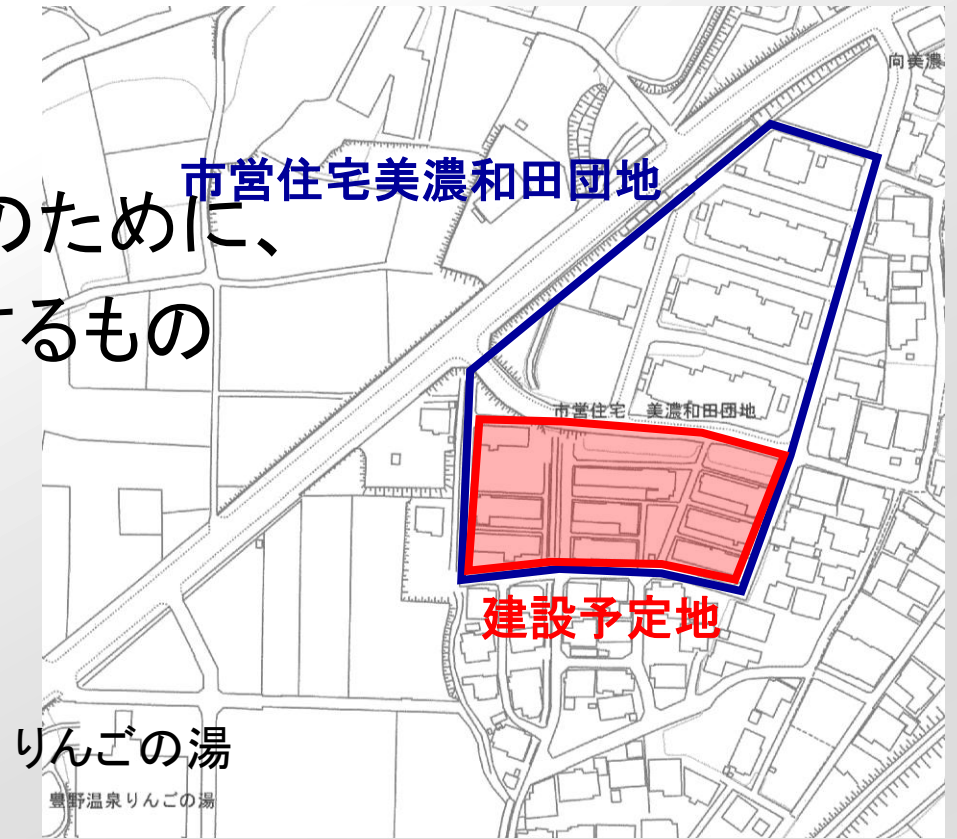 向美濃
市営住宅美濃和田団地
のために、
するもの
市営住宅 美濃和田団地
建設予定地
りんごの湯
豊野温泉りんごの湯